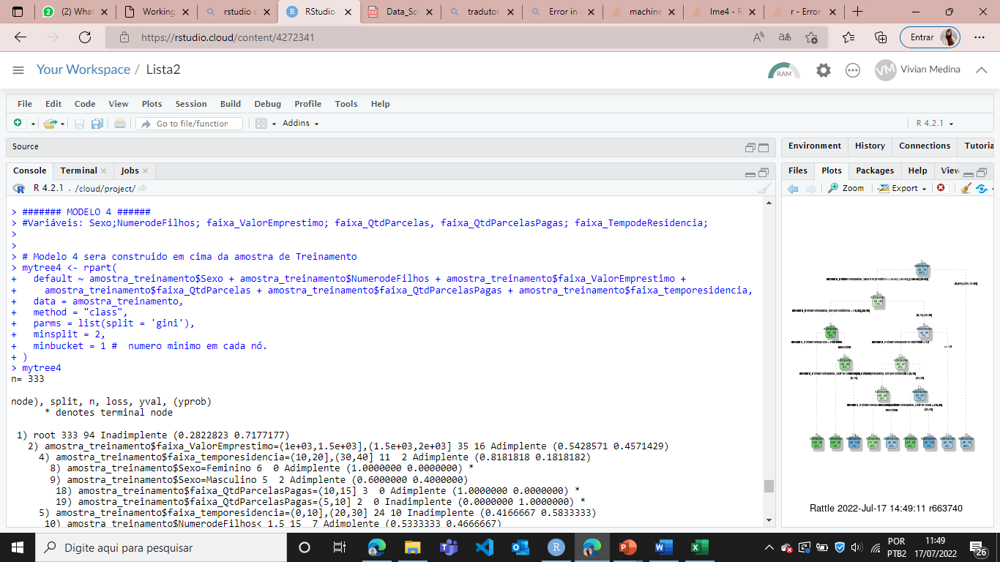 (2) What
Working
rstudio c
RStudio
Data_Sci
tradutor
Error in r
machine
lme4 - R
r - Error
https://rstudio.cloud/content/4272341
Entrar
Your Workspace / Lista2
RAM
VM
Vivian Medina
File Edit Code View Plots Session Build Debug Profile Tools Help
Go to file/function
Addins
R 4.2.1
Source
Console Terminal Jobs
R 4.2.1 . /cloud/project/
> ####### MODELO 4 ######
> #Variáveis: Sexo;NumerodeFilhos; faixa_ValorEmprestimo; faixa_QtdParcelas, faixa_QtdParcelasPagas; faixa_TempodeResidencia;
>
>
> # Modelo 4 sera construido em cima da amostra de Treinamento
> mytree4 <- rpart(
+   default ~ amostra_treinamento$Sexo + amostra_treinamento$NumerodeFilhos + amostra_treinamento$faixa_ValorEmprestimo +
+     amostra_treinamento$faixa_QtdParcelas + amostra_treinamento$faixa_QtdParcelasPagas + amostra_treinamento$faixa_temporesidencia,
+   data = amostra_treinamento,
+   method = "class",
+   parms = list(split = 'gini'),
+   minsplit = 2,
+   minbucket = 1 #  numero minimo em cada nó.
+ )
> mytree4
n= 333
node), split, n, loss, yval, (yprob)
      * denotes terminal node
1) root 333 94 Inadimplente (0.2822823 0.7177177)
2) amostra_treinamento$faixa_ValorEmprestimo=(1e+03,1.5e+03],(1.5e+03,2e+03] 35 16 Adimplente (0.5428571 0.4571429)
4) amostra_treinamento$faixa_temporesidencia=(10,20],(30,40] 11  2 Adimplente (0.8181818 0.1818182)
8) amostra_treinamento$Sexo=Feminino 6  0 Adimplente (1.0000000 0.0000000) *
9) amostra_treinamento$Sexo=Masculino 5  2 Adimplente (0.6000000 0.4000000)
18) amostra_treinamento$faixa_QtdParcelasPagas=(10,15] 3  0 Adimplente (1.0000000 0.0000000) *
19) amostra_treinamento$faixa_QtdParcelasPagas=(5,10] 2  0 Inadimplente (0.0000000 1.0000000) *
5) amostra_treinamento$faixa_temporesidencia=(0,10],(20,30] 24 10 Inadimplente (0.4166667 0.5833333)
10) amostra_treinamento$NumerodeFilhos< 1.5 15  7 Adimplente (0.5333333 0.4666667)
Environment History Connections Tutoria
Files Plots Packages Help View
Zoom Export
Rattle 2022-Jul-17 14:49:11 r663740
Digite aqui para pesquisar
POR
PTB2
11:49
17/07/2022
26